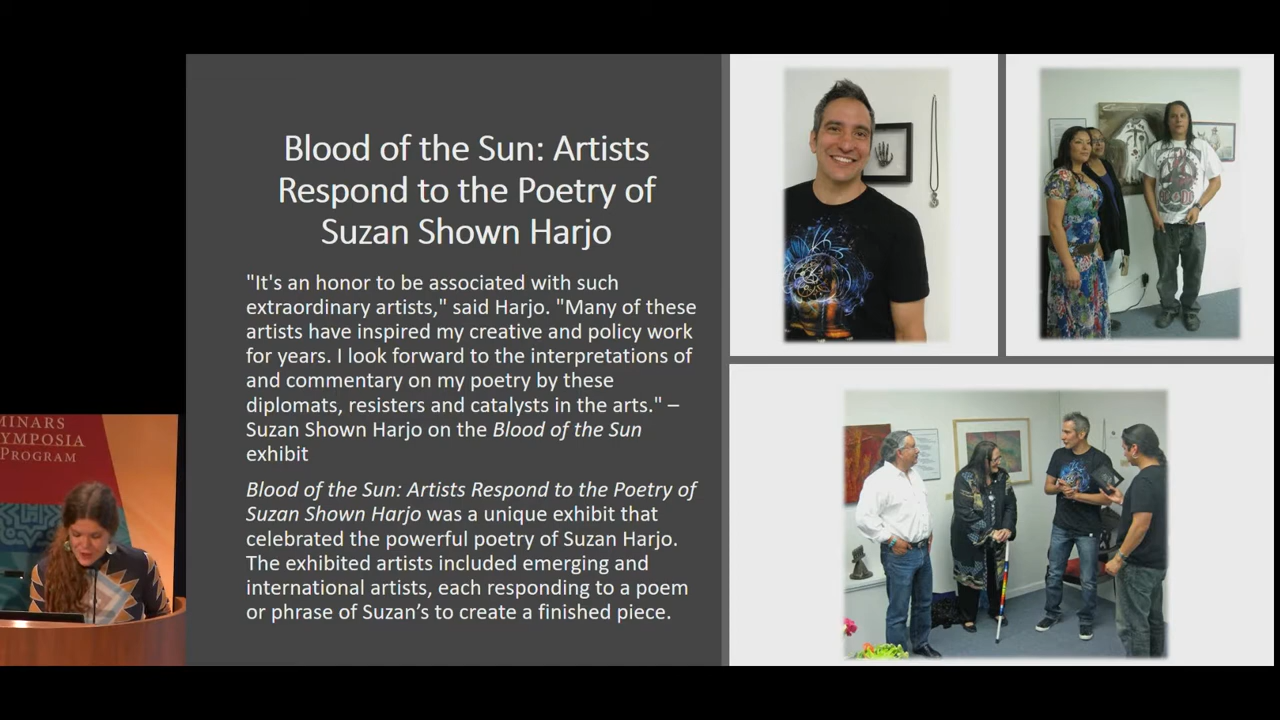 Blood of the Sun: Artists
Respond to the Poetry of
Suzan Shown Harjo
"It's an honor to be associated with such
extraordinary artists," said Harjo. "Many of these
artists have inspired my creative and policy work
for years. I look forward to the interpretations of
and commentary on my poetry by these
diplomats, resisters and catalysts in the arts." –
Suzan Shown Harjo on the Blood of the Sun
exhibit
Blood of the Sun: Artists Respond to the Poetry of
Suzan Shown Harjo was a unique exhibit that
celebrated the powerful poetry of Suzan Harjo.
The exhibited artists included emerging and
international artists, each responding to a poem
or phrase of Suzan’s to create a finished piece.
MINARS
YMPOSIA
PROGRAM